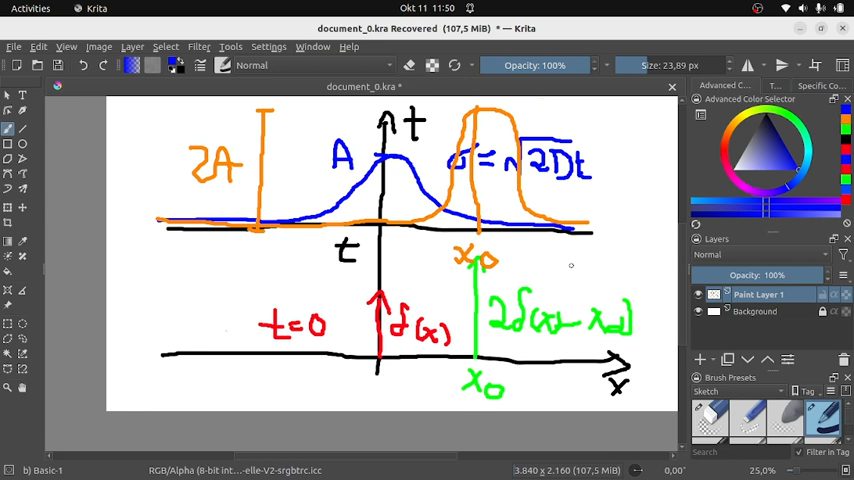 Activities
Krita
Okt 11 11:50
document_0.kra Recovered (107,5 MiB) * — Krita
File Edit View Image Layer Select Filter Tools Settings Window Help
Normal
Opacity: 100%
Size: 23,89 px
document_0.kra *
Advanced C...
T...
Specific Co...
Advanced Color Selector
t
2A
A
σ = √2Dt
t
x0
t=0
δ(x)
2δ(x-x0)
x0
x
Layers
Normal
Opacity: 100%
Paint Layer 1
Background
Brush Presets
Sketch
Tag
Search
Filter in Tag
b) Basic-1
RGB/Alpha (8-bit int...-elle-V2-srgbtrc.icc
3.840 x 2.160 (107,5 MiB)
0,00°
25,0%